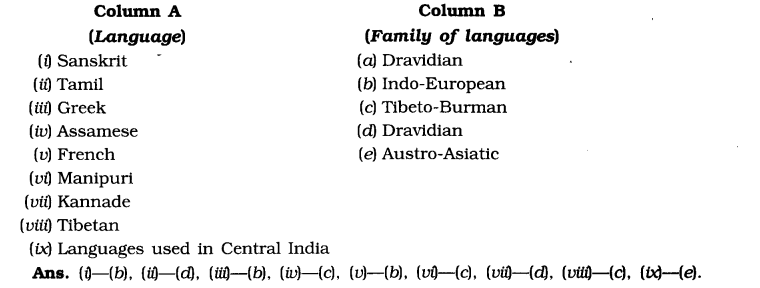 Column A Column B
(Language) (Family of languages)
(i) Sanskrit (a) Dravidian
(ii) Tamil (b) Indo-European
(iii) Greek (c) Tibeto-Burman
(iv) Assamese (d) Dravidian
(v) French (e) Austro-Asiatic
(vi) Manipuri
(vii) Kannade
(viii) Tibetan
(ix) Languages used in Central India
Ans. (i)—(b), (ii)—(d), (iii)—(b), (iv)—(c), (v)—(b), (vi)—(c), (vii)—(d), (viii)—(c), (ix)—(e).